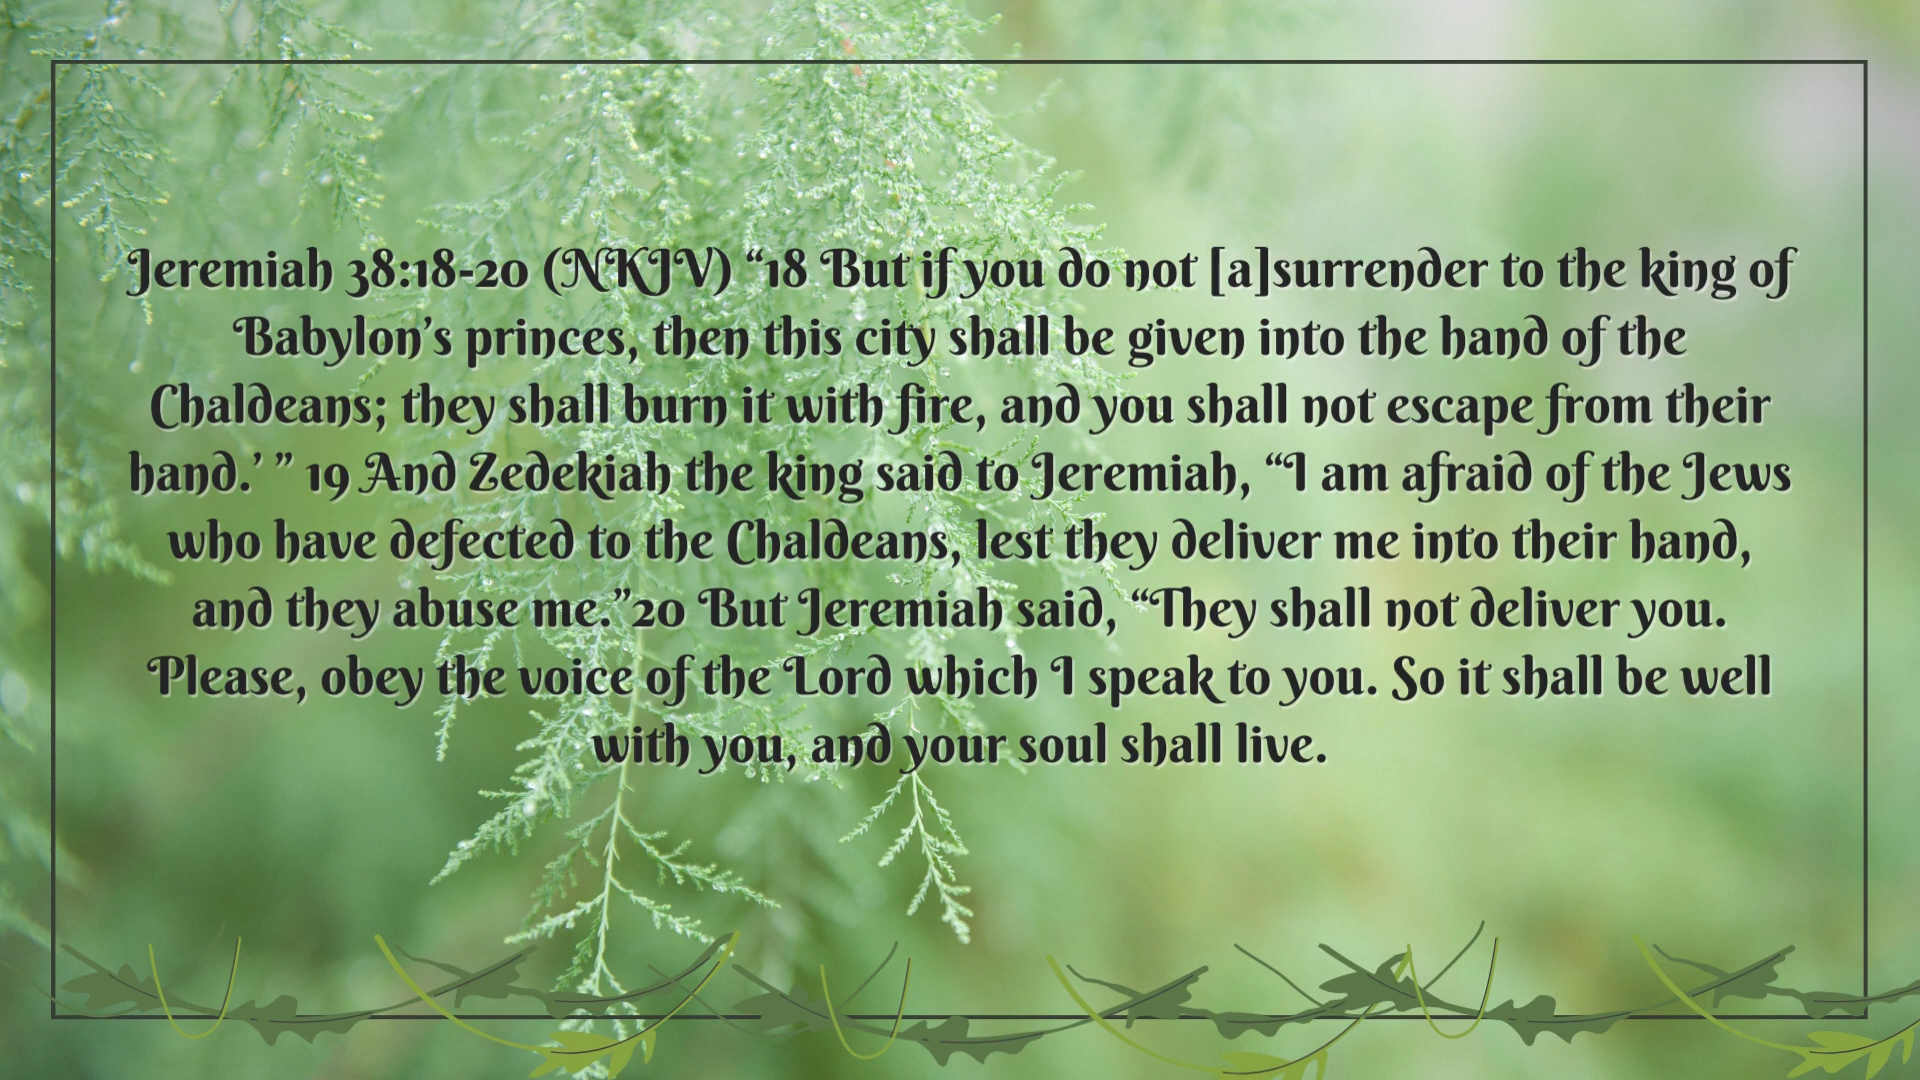 Jeremiah 38:18-20 (NKJV) “18 But if you do not [a]surrender to the king of
Babylon’s princes, then this city shall be given into the hand of the
Chaldeans; they shall burn it with fire, and you shall not escape from their
hand.’ ” 19 And Zedekiah the king said to Jeremiah, “I am afraid of the Jews
who have defected to the Chaldeans, lest they deliver me into their hand,
and they abuse me.”20 But Jeremiah said, “They shall not deliver you.
Please, obey the voice of the Lord which I speak to you. So it shall be well
with you, and your soul shall live.